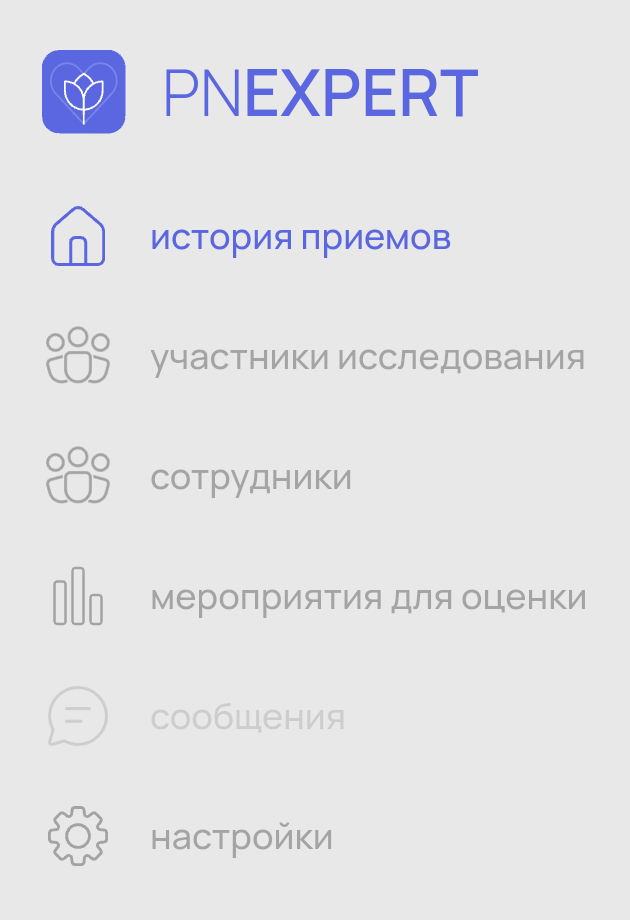 PNEXPERT
история приемов
участники исследования
сотрудники
мероприятия для оценки
сообщения
настройки